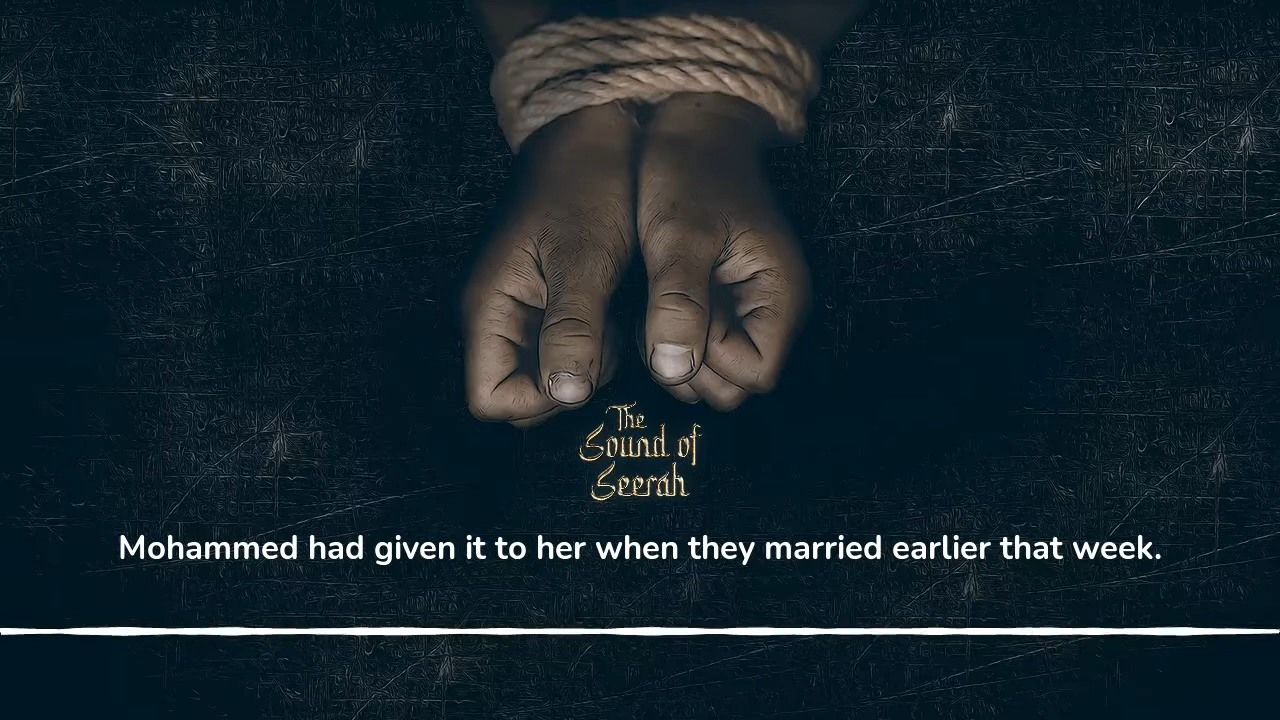 The
Sound of
Seerah
Mohammed had given it to her when they married earlier that week.